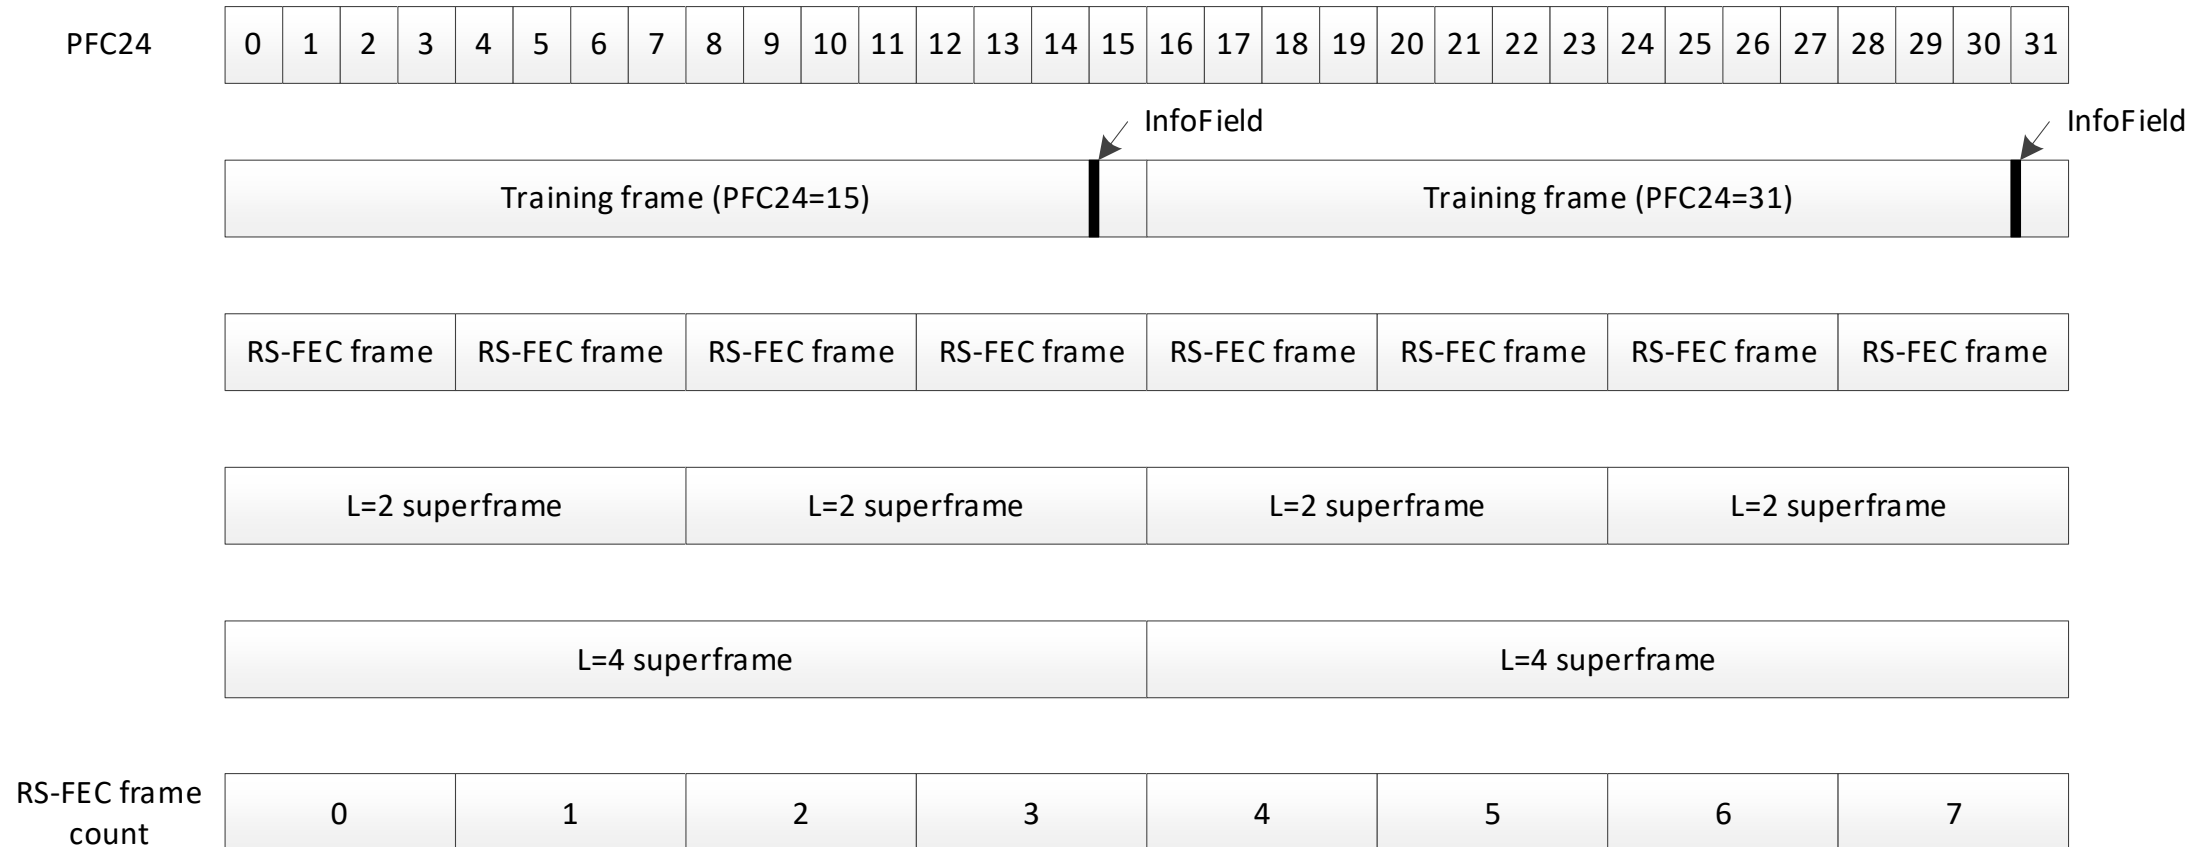 PFC24 0 1 2 3 4 5 6 7 8 9 10 11 12 13 14 15 16 17 18 19 20 21 22 23 24 25 26 27 28 29 30 31
InfoField InfoField
Training frame (PFC24=15) Training frame (PFC24=31)
RS-FEC frame RS-FEC frame RS-FEC frame RS-FEC frame RS-FEC frame RS-FEC frame RS-FEC frame RS-FEC frame
L=2 superframe L=2 superframe L=2 superframe L=2 superframe
L=4 superframe L=4 superframe
RS-FEC frame
count
0 1 2 3 4 5 6 7